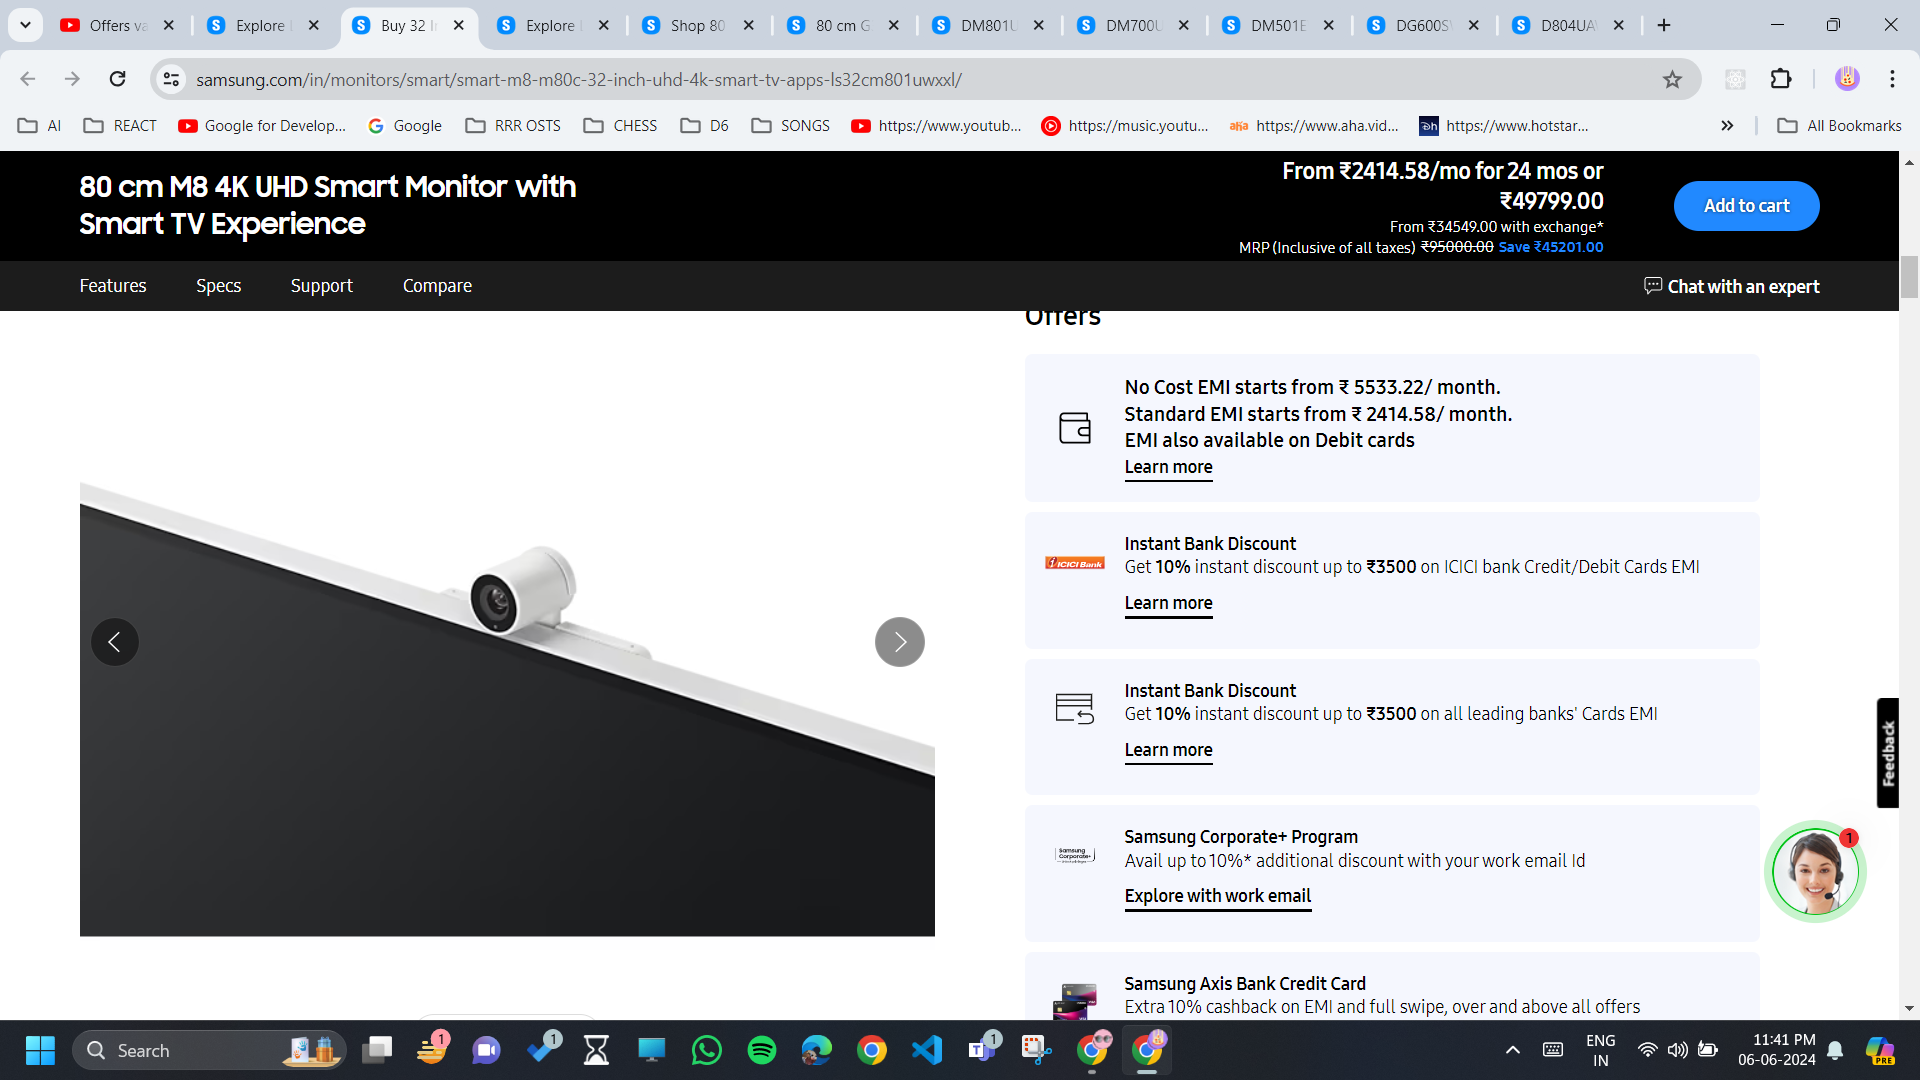 Offers va
Explore
Buy 32 In
Explore
Shop 80
80 cm G
DM801U
DM700U
DM501E
DG600S
D804UA
samsung.com/in/monitors/smart/smart-m8-m80c-32-inch-uhd-4k-smart-tv-apps-ls32cm801uwxxl/
AI
REACT
Google for Develop...
Google
RRR OSTS
CHESS
D6
SONGS
https://www.youtub...
https://music.youtu...
aha
https://www.aha.vid...
https://www.hotstar...
All Bookmarks
80 cm M8 4K UHD Smart Monitor with
Smart TV Experience
From ₹2414.58/mo for 24 mos or
₹49799.00
From ₹34549.00 with exchange*
MRP (Inclusive of all taxes) ₹95000.00 Save ₹45201.00
Add to cart
Features
Specs
Support
Compare
Chat with an expert
Offers
No Cost EMI starts from ₹ 5533.22/ month.
Standard EMI starts from ₹ 2414.58/ month.
EMI also available on Debit cards
Learn more
ICICI Bank
Instant Bank Discount
Get 10% instant discount up to ₹3500 on ICICI bank Credit/Debit Cards EMI
Learn more
Instant Bank Discount
Get 10% instant discount up to ₹3500 on all leading banks' Cards EMI
Learn more
Samsung
Corporate+
Samsung Corporate+ Program
Avail up to 10%* additional discount with your work email Id
Explore with work email
Samsung Axis Bank Credit Card
Extra 10% cashback on EMI and full swipe, over and above all offers
Feedback
1
Search
1
1
1
ENG
IN
11:41 PM
06-06-2024
PRE